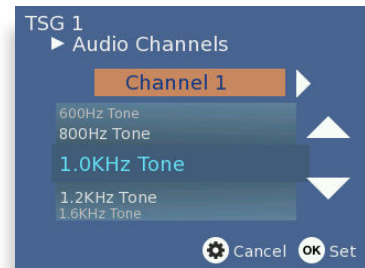 TSG 1
Audio Channels
Channel 1
600Hz Tone
800Hz Tone
1.0KHz Tone
1.2KHz Tone
1.6KHz Tone
Cancel OK Set